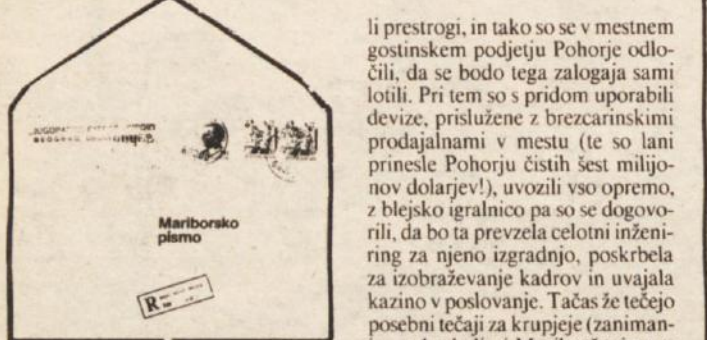 Mariborsko
pismo
R
li prestrogi, in tako so se v mestnem
gostinskem podjetju Pohorje odlo-
čili, da se bodo tega zalogaja sami
lotili. Pri tem so s pridom uporabili
devize, prislužene z brezcarinskimi
prodajalnami v mestu (te so lani
prinesle Pohorju čistih šest milijo-
nov dolarjev!), uvozili vso opremo,
z blejsko igralnico pa so se dogovo-
rili, da bo ta prevzela celotni inženi-
ring za njeno izgradnjo, poskrbela
za izobraževanje kadrov in uvajala
kazino v poslovanje. Tačas že tečejo
posebni tečaji za krupjeje (zaniman-